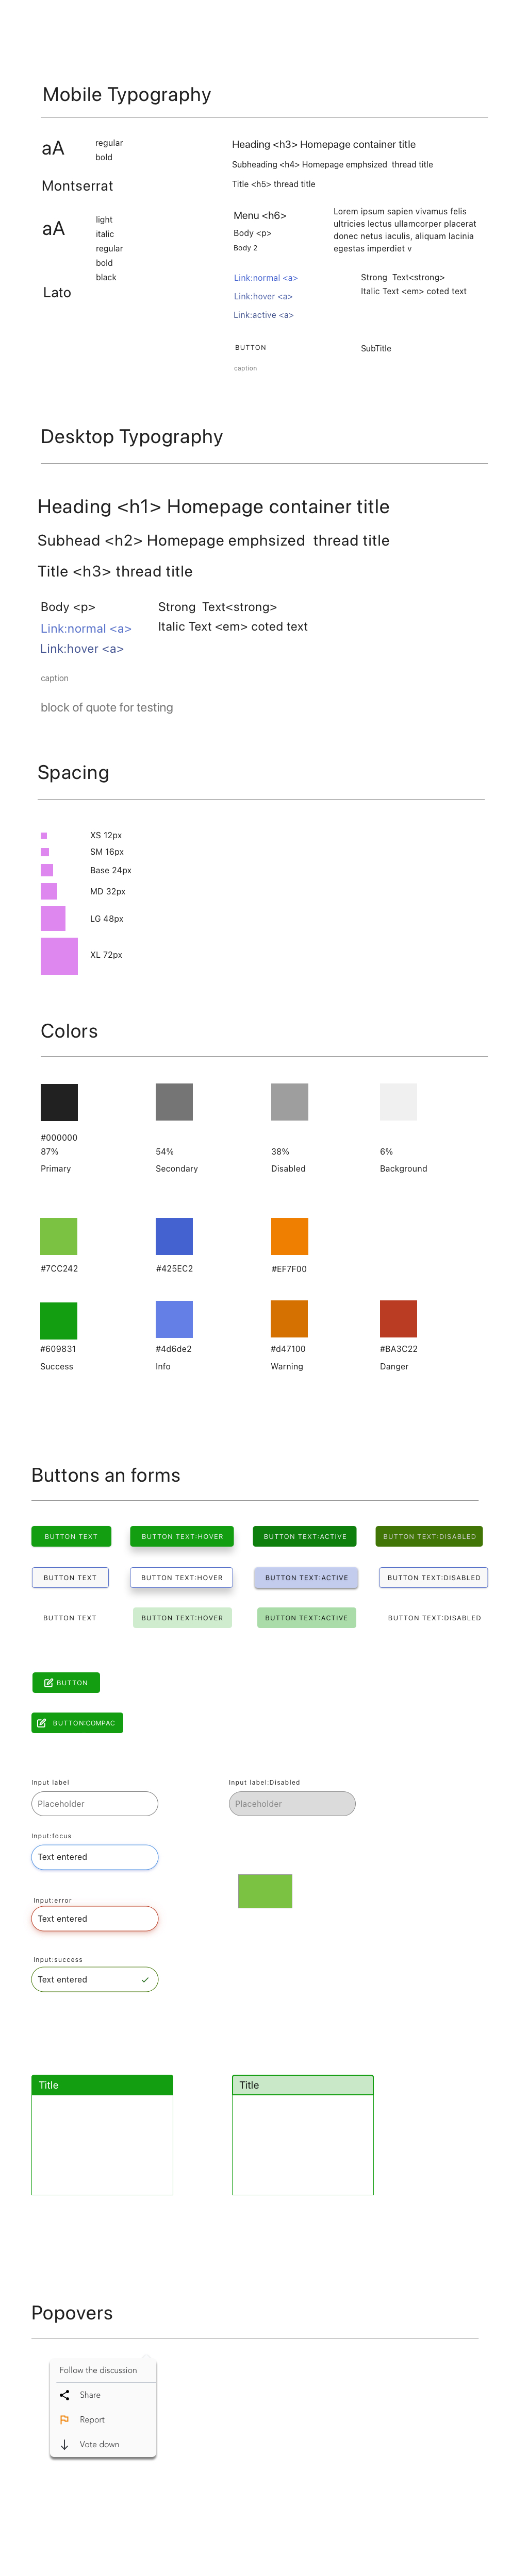 Mobile Typography
aA
regular
bold
Montserrat
aA
light
italic
regular
bold
black
Lato
Heading <h3> Homepage container title
Subheading <h4> Homepage emphsized  thread title
Title <h5> thread title
Menu <h6>
Body <p>
Body 2
Lorem ipsum sapien vivamus felis
ultricies lectus ullamcorper placerat
donec netus iaculis, aliquam lacinia
egestas imperdiet v
Link:normal <a>
Link:hover <a>
Link:active <a>
Strong  Text<strong>
Italic Text <em> coted text
BUTTON
SubTitle
caption
Desktop Typography
Heading <h1> Homepage container title
Subhead <h2> Homepage emphsized  thread title
Title <h3> thread title
Body <p>
Strong  Text<strong>
Link:normal <a>
Italic Text <em> coted text
Link:hover <a>
caption
block of quote for testing
Spacing
XS 12px
SM 16px
Base 24px
MD 32px
LG 48px
XL 72px
Colors
#000000
87%
54%
38%
6%
Primary
Secondary
Disabled
Background
#7CC242
#425EC2
#EF7F00
#609831
#4d6de2
#d47100
#BA3C22
Success
Info
Warning
Danger
Buttons an forms
BUTTON TEXT
BUTTON TEXT:HOVER
BUTTON TEXT:ACTIVE
BUTTON TEXT:DISABLED
BUTTON TEXT
BUTTON TEXT:HOVER
BUTTON TEXT:ACTIVE
BUTTON TEXT:DISABLED
BUTTON TEXT
BUTTON TEXT:HOVER
BUTTON TEXT:ACTIVE
BUTTON TEXT:DISABLED
BUTTON
BUTTON:COMPAC
Input label
Input label:Disabled
Placeholder
Placeholder
Input:focus
Text entered
Input:error
Text entered
Input:success
Text entered
Title
Title
Popovers
Follow the discussion
Share
Report
Vote down